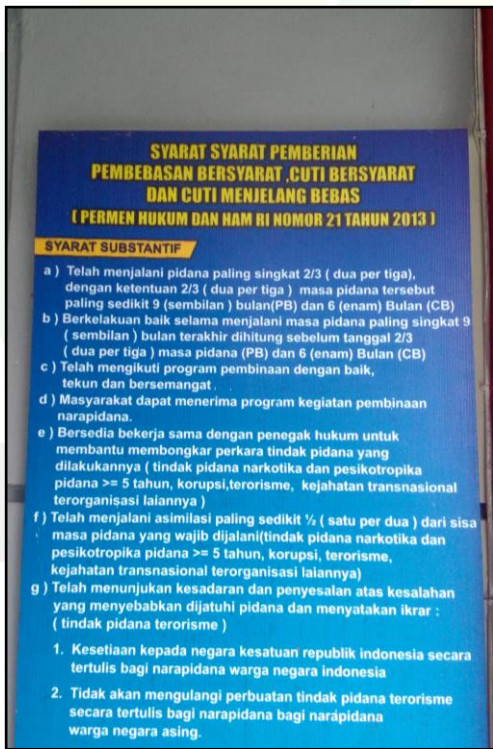 SYARAT SYARAT PEMBERIAN
PEMBEBASAN BERSYARAT ,CUTI BERSYARAT
DAN CUTI MENJELANG BEBAS
( PERMEN HUKUM DAN HAM RI NOMOR 21 TAHUN 2013 )
SYARAT SUBSTANTIF
a ) Telah menjalani pidana paling singkat 2/3 ( dua per tiga),
dengan ketentuan 2/3 ( dua per tiga ) masa pidana tersebut
paling sedikit 9 (sembilan ) bulan(PB) dan 6 (enam) Bulan (CB)
b ) Berkelakuan baik selama menjalani masa pidana paling singkat 9
( sembilan ) bulan terakhir dihitung sebelum tanggal 2/3
( dua per tiga ) masa pidana (PB) dan 6 (enam) Bulan (CB)
c ) Telah mengikuti program pembinaan dengan baik,
tekun dan bersemangat .
d ) Masyarakat dapat menerima program kegiatan pembinaan
narapidana.
e ) Bersedia bekerja sama dengan penegak hukum untuk
membantu membongkar perkara tindak pidana yang
dilakukannya ( tindak pidana narkotika dan pesikotropika
pidana >= 5 tahun, korupsi,terorisme, kejahatan transnasional
terorganisasi laiannya )
f ) Telah menjalani asimilasi paling sedikit ½ ( satu per dua ) dari sisa
masa pidana yang wajib dijalani(tindak pidana narkotika dan
pesikotropika pidana >= 5 tahun, korupsi, terorisme,
kejahatan transnasional terorganisasi laiannya)
g ) Telah menunjukan kesadaran dan penyesalan atas kesalahan
yang menyebabkan dijatuhi pidana dan menyatakan ikrar :
( tindak pidana terorisme )
1. Kesetiaan kepada negara kesatuan republik indonesia secara
tertulis bagi narapidana warga negara indonesia
2. Tidak akan mengulangi perbuatan tindak pidana terorisme
secara tertulis bagi narapidana bagi narapidana
warga negara asing.